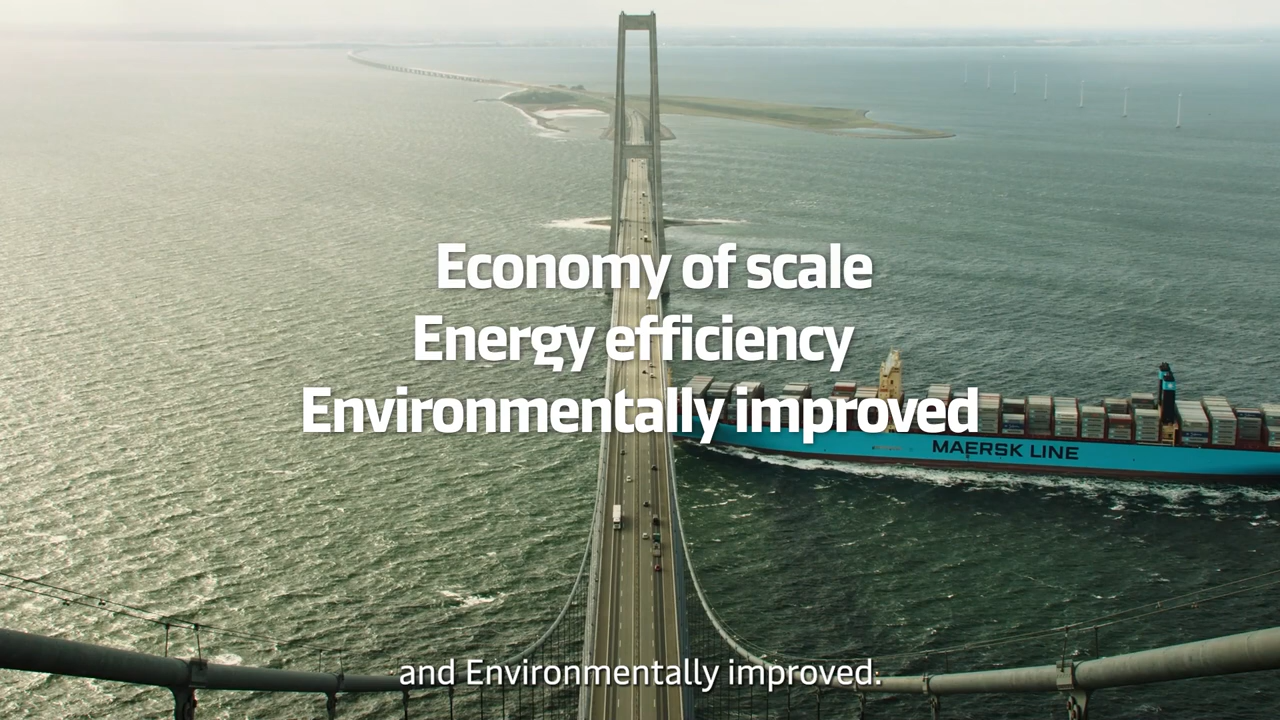 Economy of scale
Energy efficiency
Environmentally improved
MAERSK LINE
and Environmentally improved.